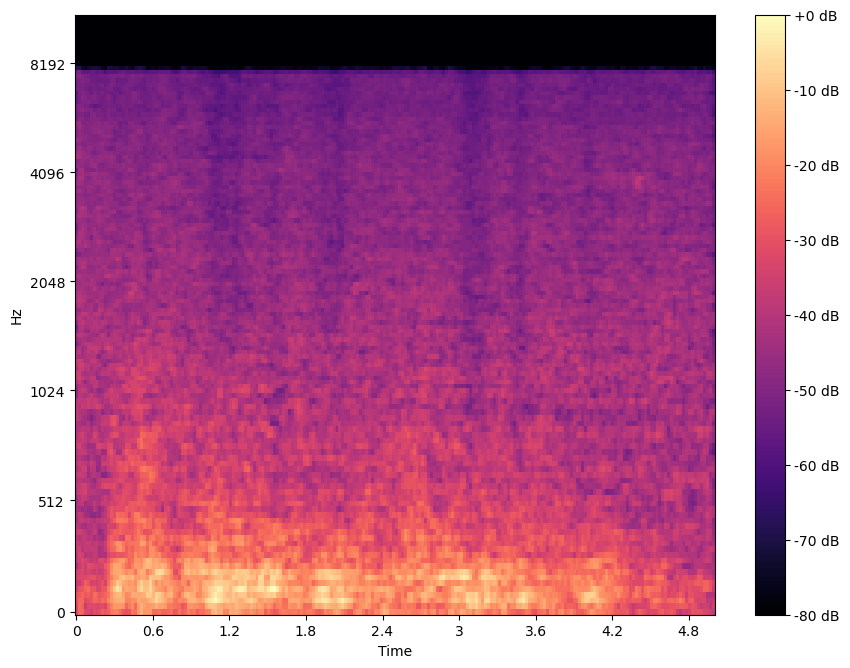 +0 dB
8192
-10 dB
4096
-20 dB
-30 dB
2048
Hz
-40 dB
1024
-50 dB
512
-60 dB
-70 dB
0
-80 dB
0 0.6 1.2 1.8 2.4 3 3.6 4.2 4.8
Time